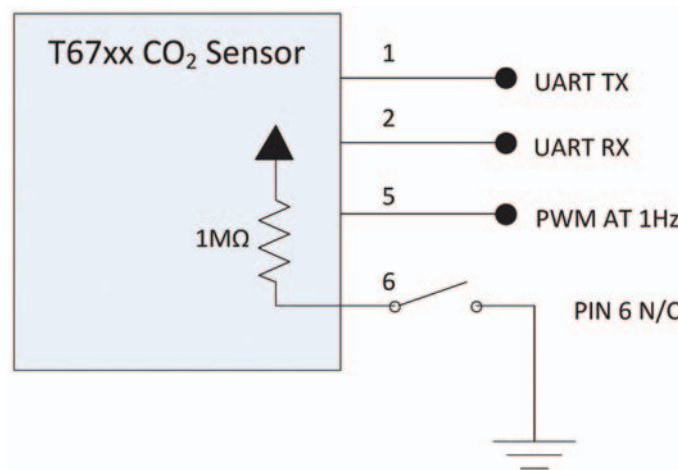 T67xx CO₂ Sensor
1
UART TX
2
UART RX
5
PWM AT 1Hz
1MΩ
6
PIN 6 N/C